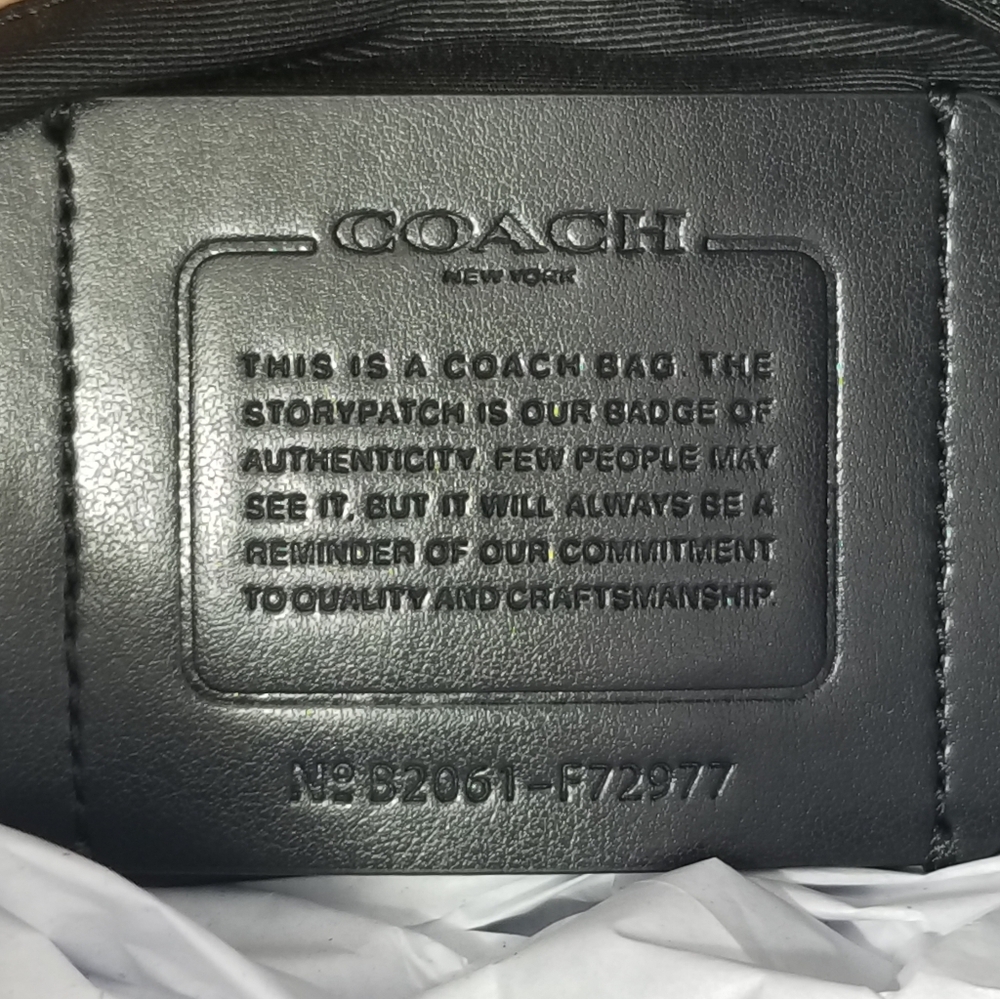 COACH
NEW YORK
THIS IS A COACH BAG. THE
STORYPATCH IS OUR BADGE OF
AUTHENTICITY. FEW PEOPLE MAY
SEE IT, BUT IT WILL ALWAYS BE A
REMINDER OF OUR COMMITMENT
TO QUALITY AND CRAFTSMANSHIP.
Nº B2061-F72977